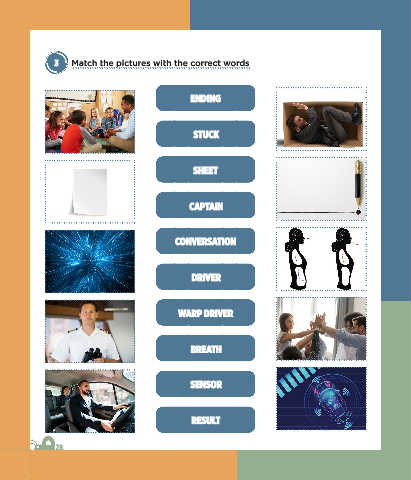 3 Match the pictures with the correct words
ENDING
STUCK
SHEET
CAPTAIN
CONVERSATION
DRIVER
WARP DRIVER
BREATH
SENSOR
RESULT